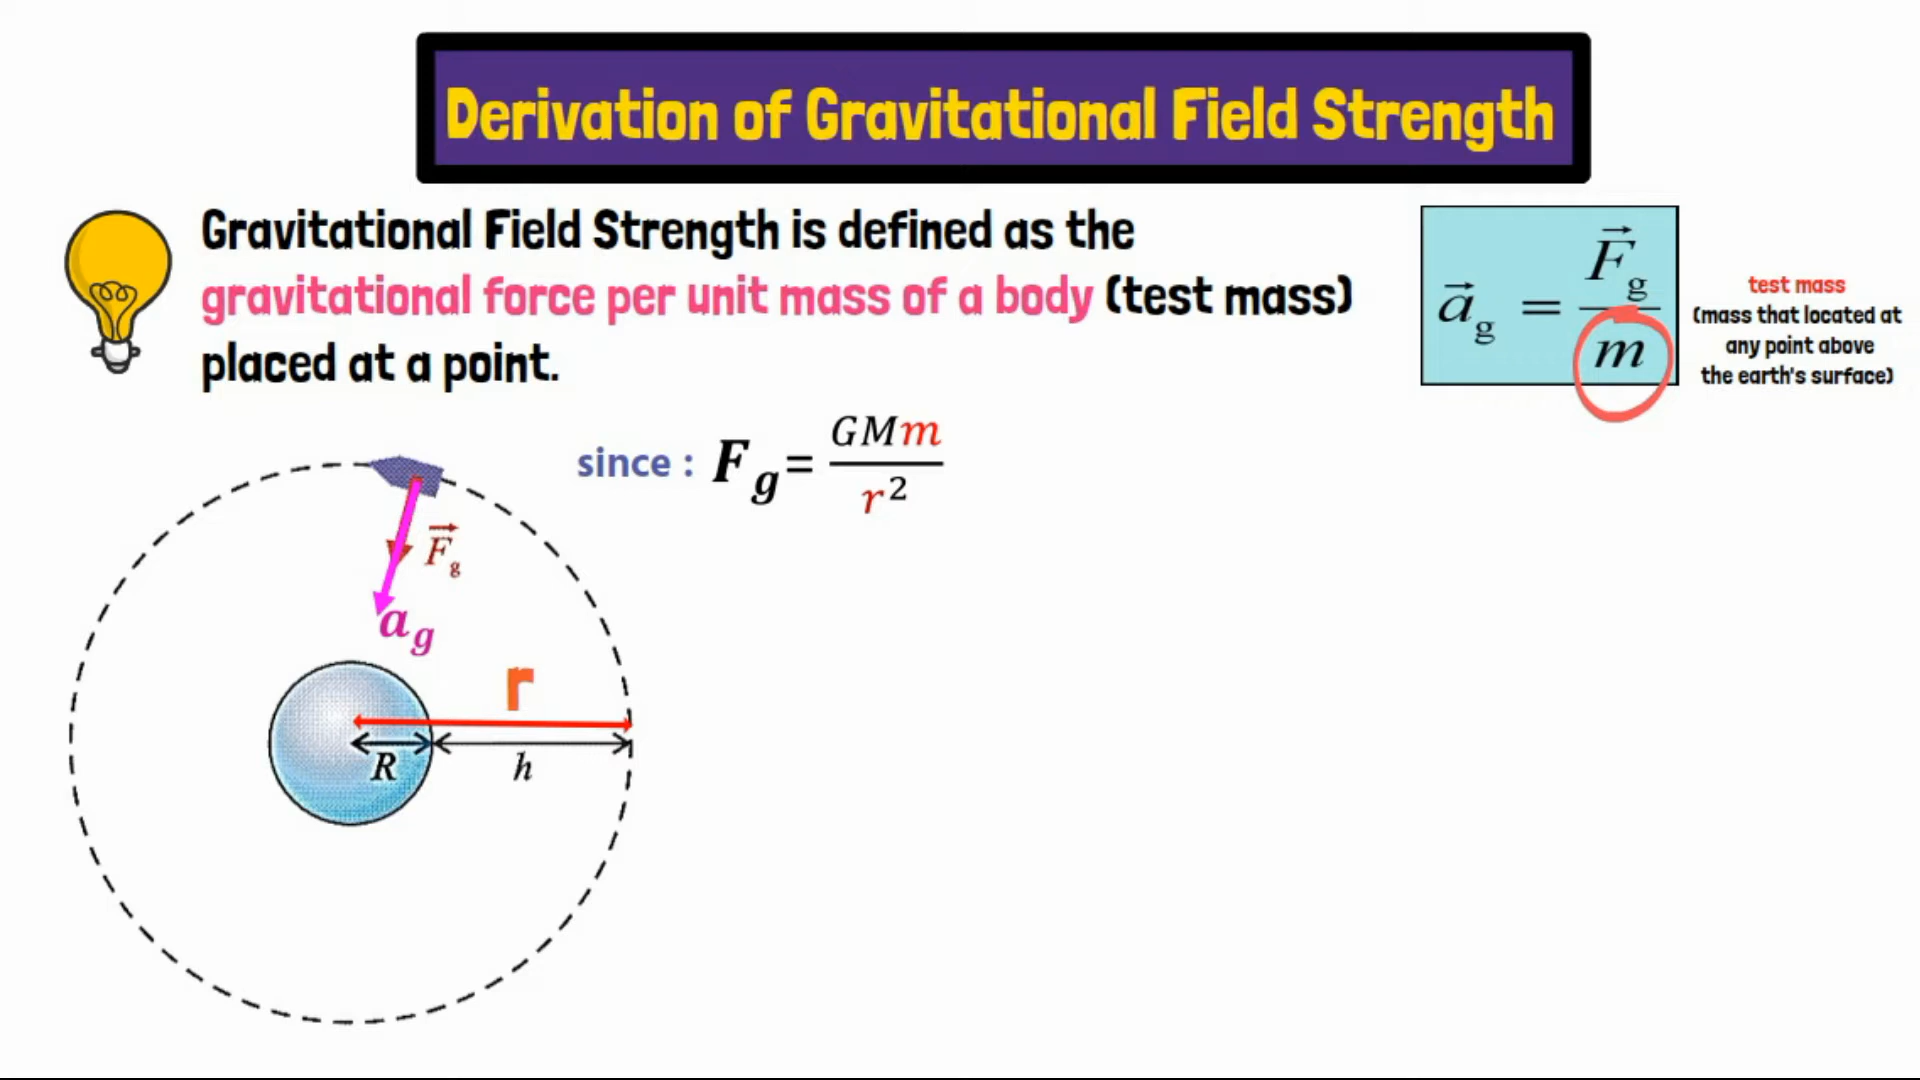 Derivation of Gravitational Field Strength
Gravitational Field Strength is defined as the
gravitational force per unit mass of a body (test mass)
placed at a point.
a⃗g = F⃗g / m
test mass
(mass that located at
any point above
the earth's surface)
since : Fg = GMm / r²
F⃗g
ag
r
R
h